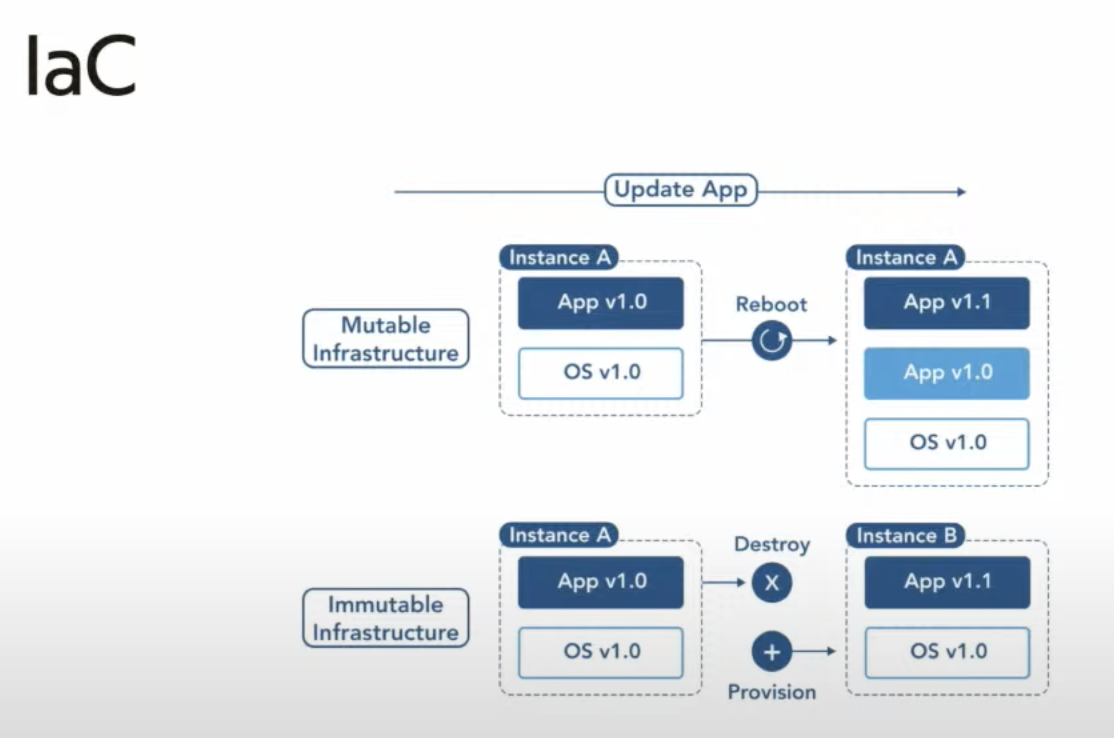 IaC
Update App
Instance A
App v1.0
OS v1.0
Mutable
Infrastructure
Reboot
Instance A
App v1.1
App v1.0
OS v1.0
Instance A
App v1.0
OS v1.0
Immutable
Infrastructure
Destroy
X
+
Provision
Instance B
App v1.1
OS v1.0